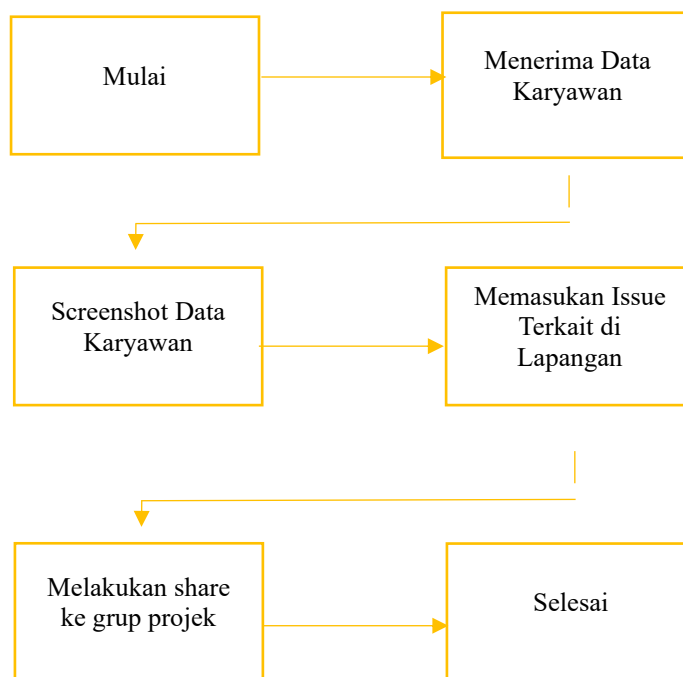 Mulai
Menerima Data
Karyawan
Screenshot Data
Karyawan
Memasukan Issue
Terkait di
Lapangan
Melakukan share
ke grup projek
Selesai